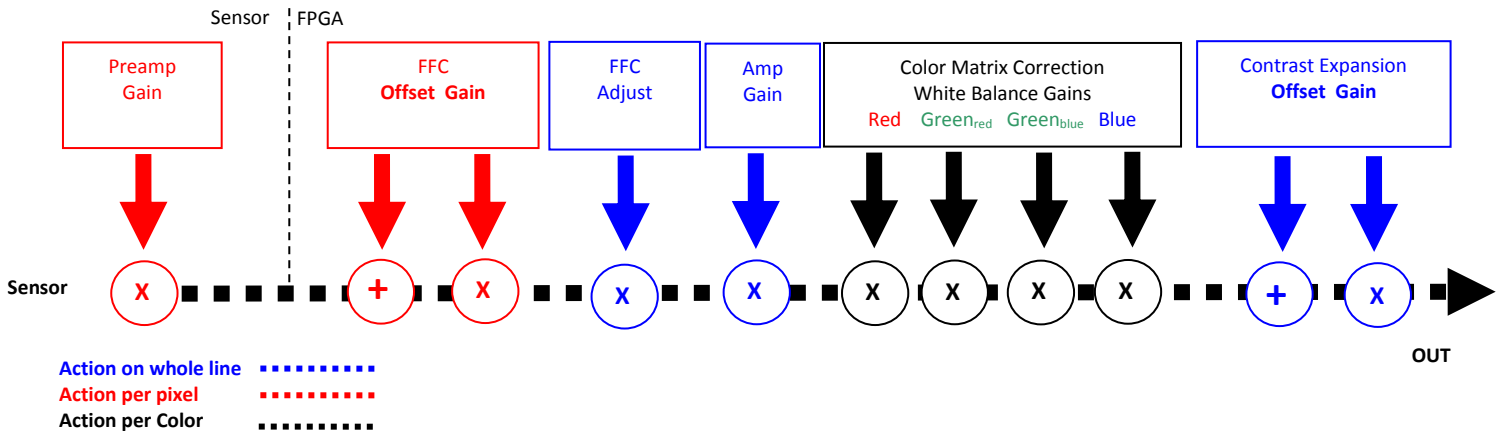 Sensor FPGA
Preamp
Gain
FFC
Offset Gain
FFC
Adjust
Amp
Gain
Color Matrix Correction
White Balance Gains
Red Greenred Greenblue Blue
Contrast Expansion
Offset Gain
Sensor X + X X X X X X X + X
OUT
Action on whole line
Action per pixel
Action per Color